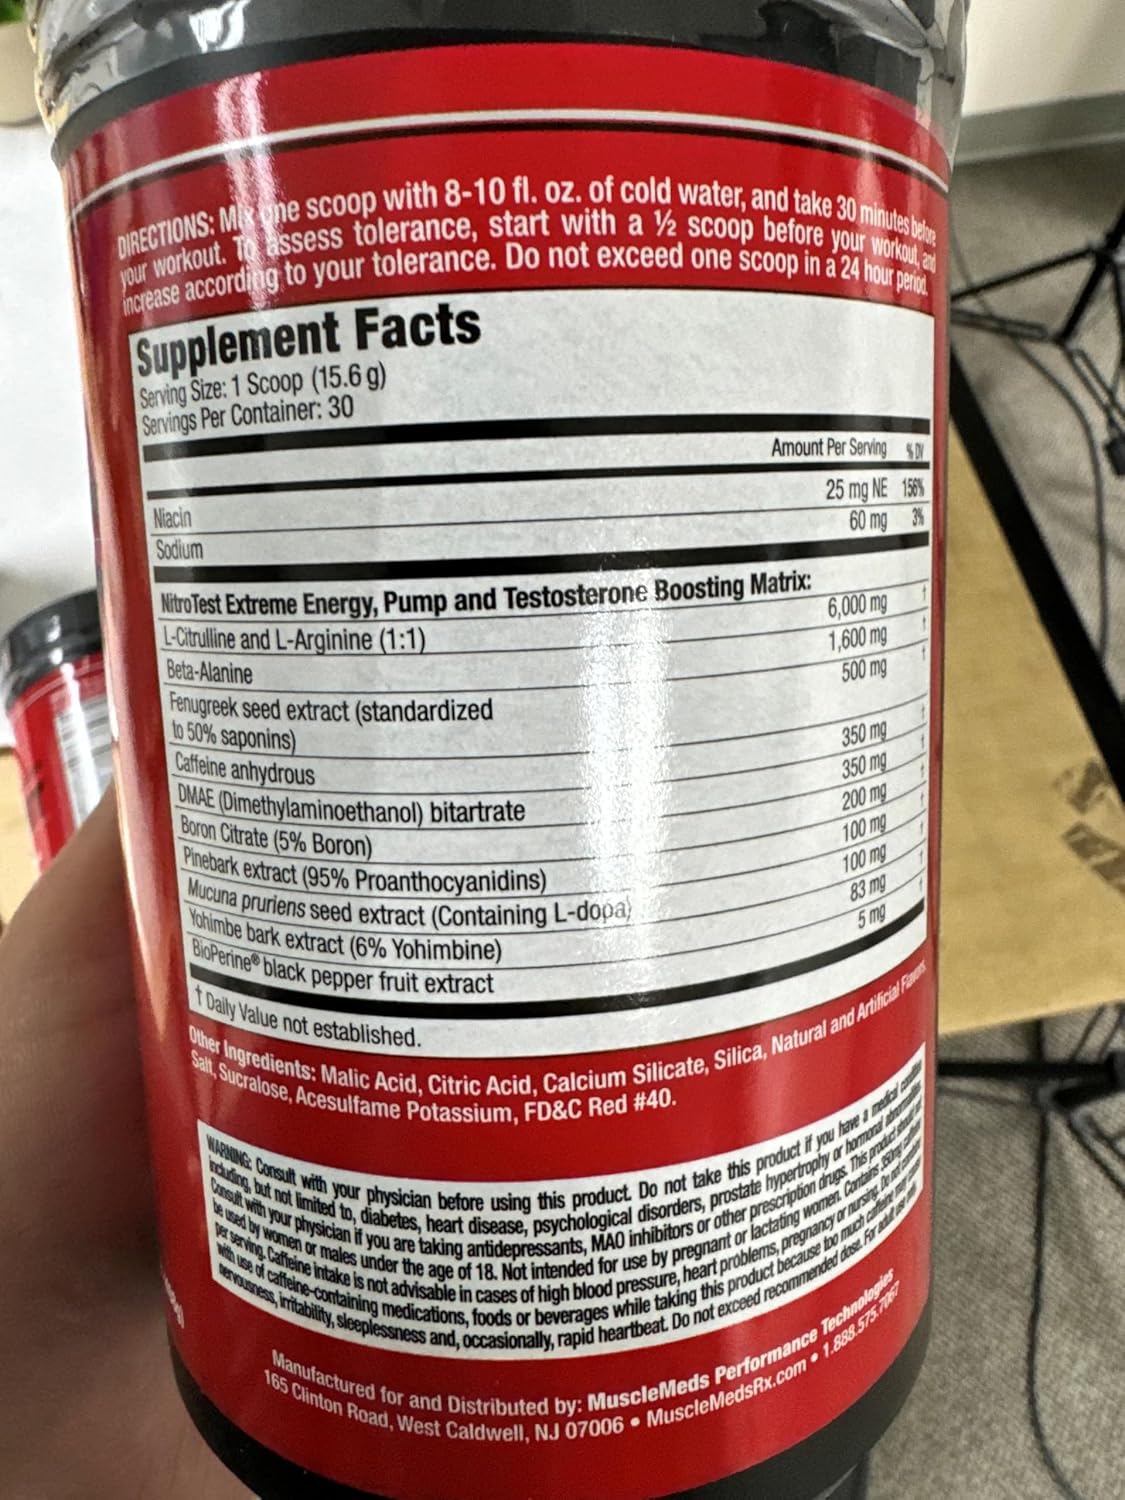 DIRECTIONS: Mix one scoop with 8-10 fl. oz. of cold water, and take 30 minutes before
your workout. To assess tolerance, start with a ½ scoop before your workout, and
increase according to your tolerance. Do not exceed one scoop in a 24 hour period.
Supplement Facts
Serving Size: 1 Scoop (15.6 g)
Servings Per Container: 30
Amount Per Serving % DV
Niacin 25 mg NE 156%
Sodium 60 mg 3%
NitroTest Extreme Energy, Pump and Testosterone Boosting Matrix:
L-Citrulline and L-Arginine (1:1) 6,000 mg †
Beta-Alanine 1,600 mg †
Fenugreek seed extract (standardized 500 mg †
to 50% saponins)
Caffeine anhydrous 350 mg †
DMAE (Dimethylaminoethanol) bitartrate 350 mg †
Boron Citrate (5% Boron) 200 mg †
Pinebark extract (95% Proanthocyanidins) 100 mg †
Mucuna pruriens seed extract (Containing L-dopa) 100 mg †
Yohimbe bark extract (6% Yohimbine) 83 mg †
BioPerine® black pepper fruit extract 5 mg
† Daily Value not established.
Other Ingredients: Malic Acid, Citric Acid, Calcium Silicate, Silica, Natural and Artificial Flavors,
Salt, Sucralose, Acesulfame Potassium, FD&C Red #40.
WARNING: Consult with your physician before using this product. Do not take this product if you have a medical condition
including, but not limited to, diabetes, heart disease, psychological disorders, prostate hypertrophy or hormonal abnormalities.
Consult with your physician if you are taking antidepressants, MAO inhibitors or other prescription drugs. This product should not
be used by women or males under the age of 18. Not intended for use by pregnant or lactating women. Contains 350mg caffeine
per serving. Caffeine intake is not advisable in cases of high blood pressure, heart problems, pregnancy or nursing. Do not combine
with use of caffeine-containing medications, foods or beverages while taking this product because too much caffeine may cause
nervousness, irritability, sleeplessness and, occasionally, rapid heartbeat. Do not exceed recommended dose. For adult use only.
Manufactured for and Distributed by: MuscleMeds Performance Technologies
165 Clinton Road, West Caldwell, NJ 07006 • MuscleMedsRx.com • 1.888.575.7067